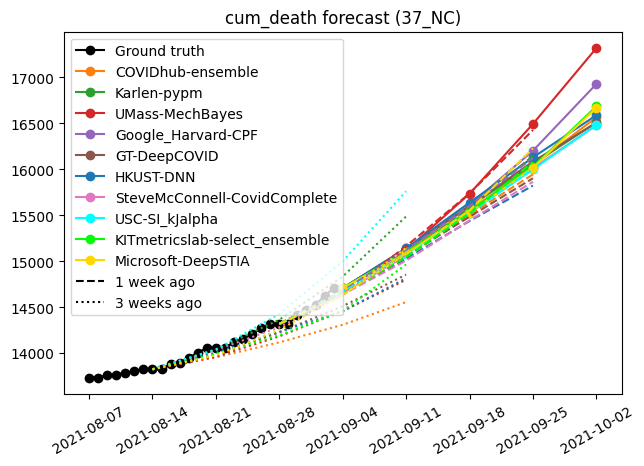 cum_death forecast (37_NC)
Ground truth
COVIDhub-ensemble
Karlen-pypm
UMass-MechBayes
Google_Harvard-CPF
GT-DeepCOVID
HKUST-DNN
SteveMcConnell-CovidComplete
USC-SI_kJalpha
KITmetricslab-select_ensemble
Microsoft-DeepSTIA
1 week ago
3 weeks ago
17000
16500
16000
15500
15000
14500
14000
2021-08-07
2021-08-14
2021-08-21
2021-08-28
2021-09-04
2021-09-11
2021-09-18
2021-09-25
2021-10-02